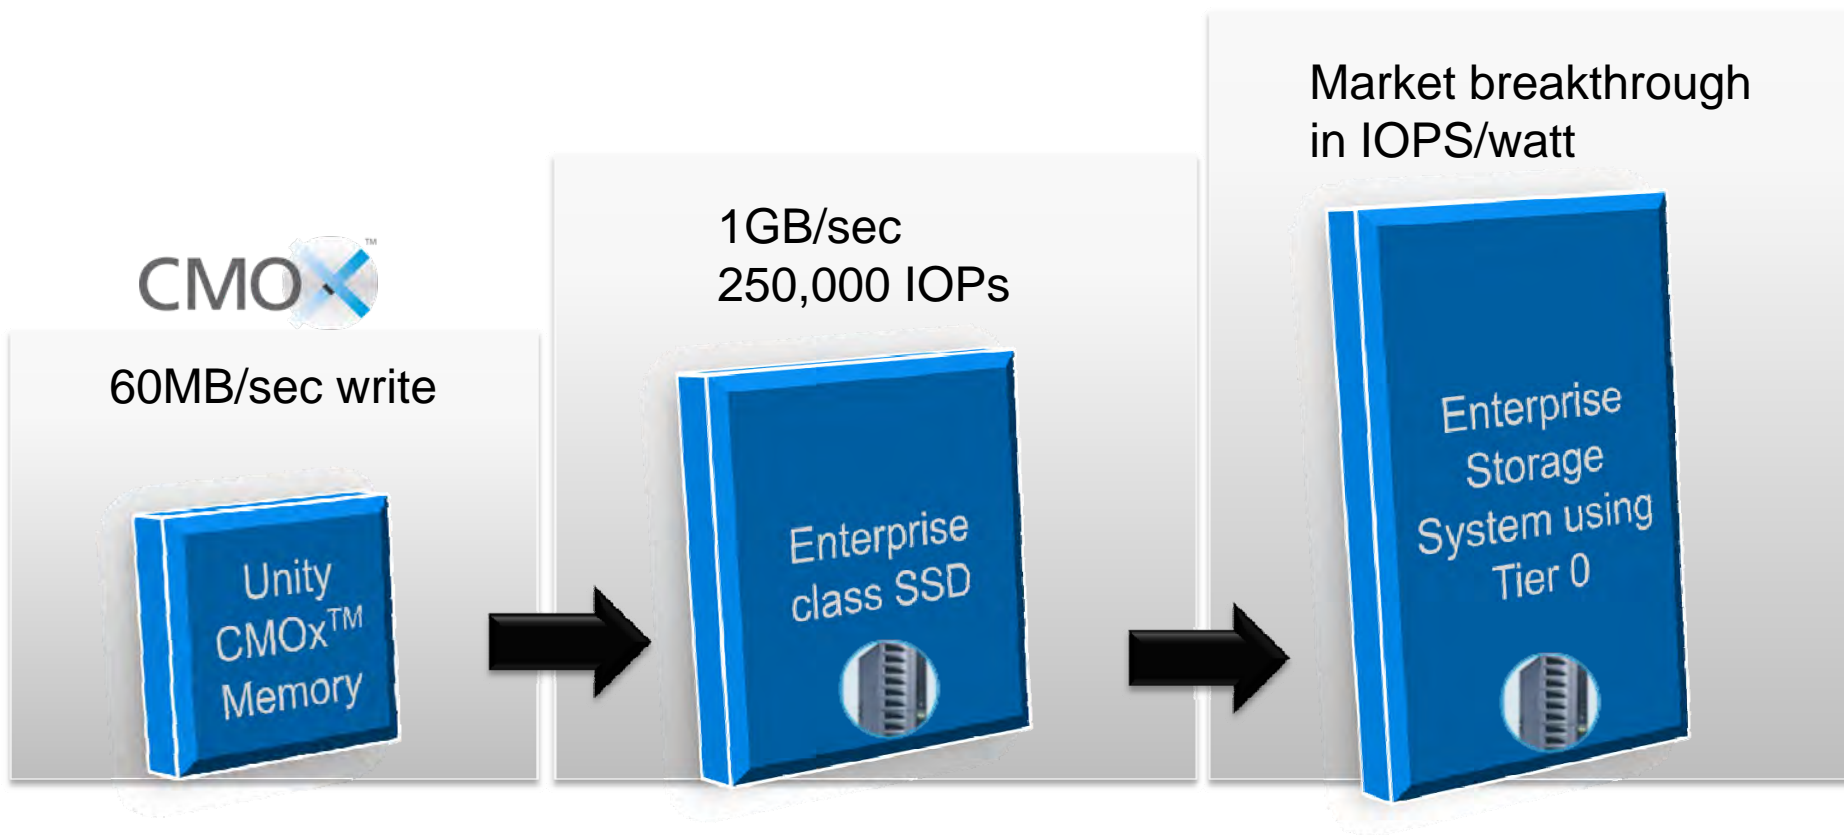 CMOX™
60MB/sec write
Unity
CMOx™
Memory
1GB/sec
250,000 IOPs
Enterprise
class SSD
Market breakthrough
in IOPS/watt
Enterprise
Storage
System using
Tier 0